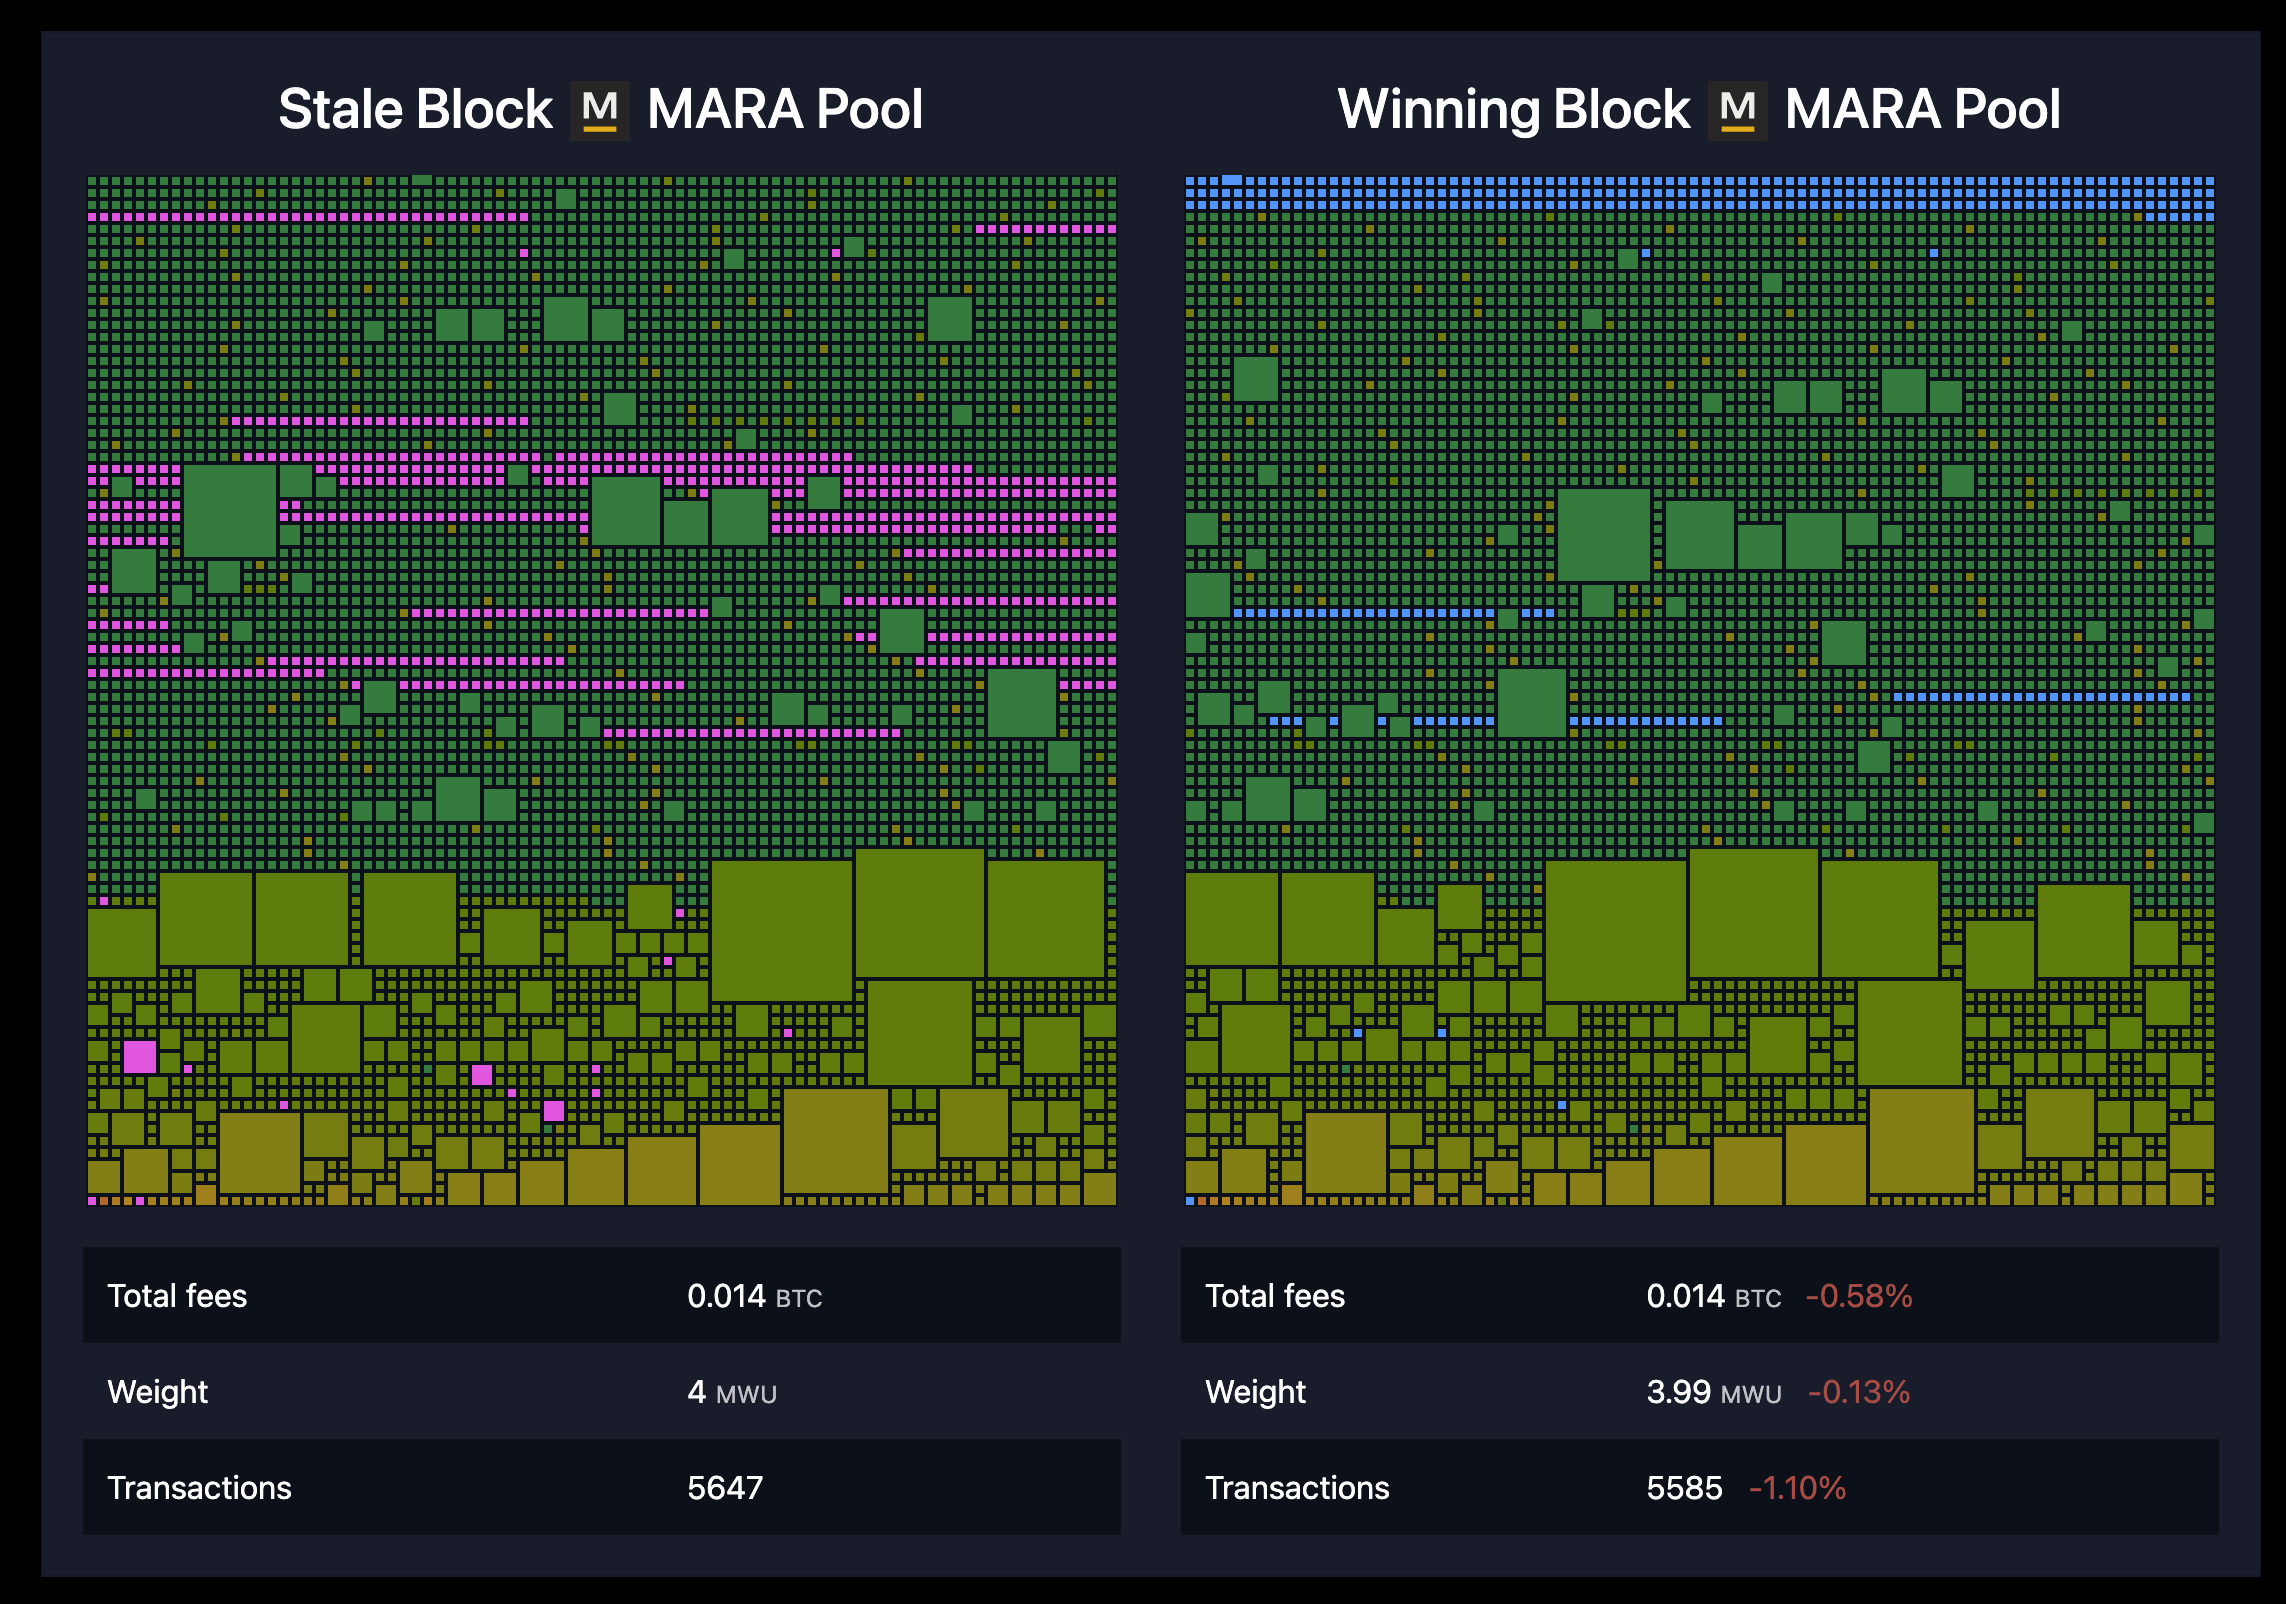 Stale Block M MARA Pool
Winning Block M MARA Pool
Total fees 0.014 BTC
Weight 4 MWU
Transactions 5647
Total fees 0.014 BTC -0.58%
Weight 3.99 MWU -0.13%
Transactions 5585 -1.10%